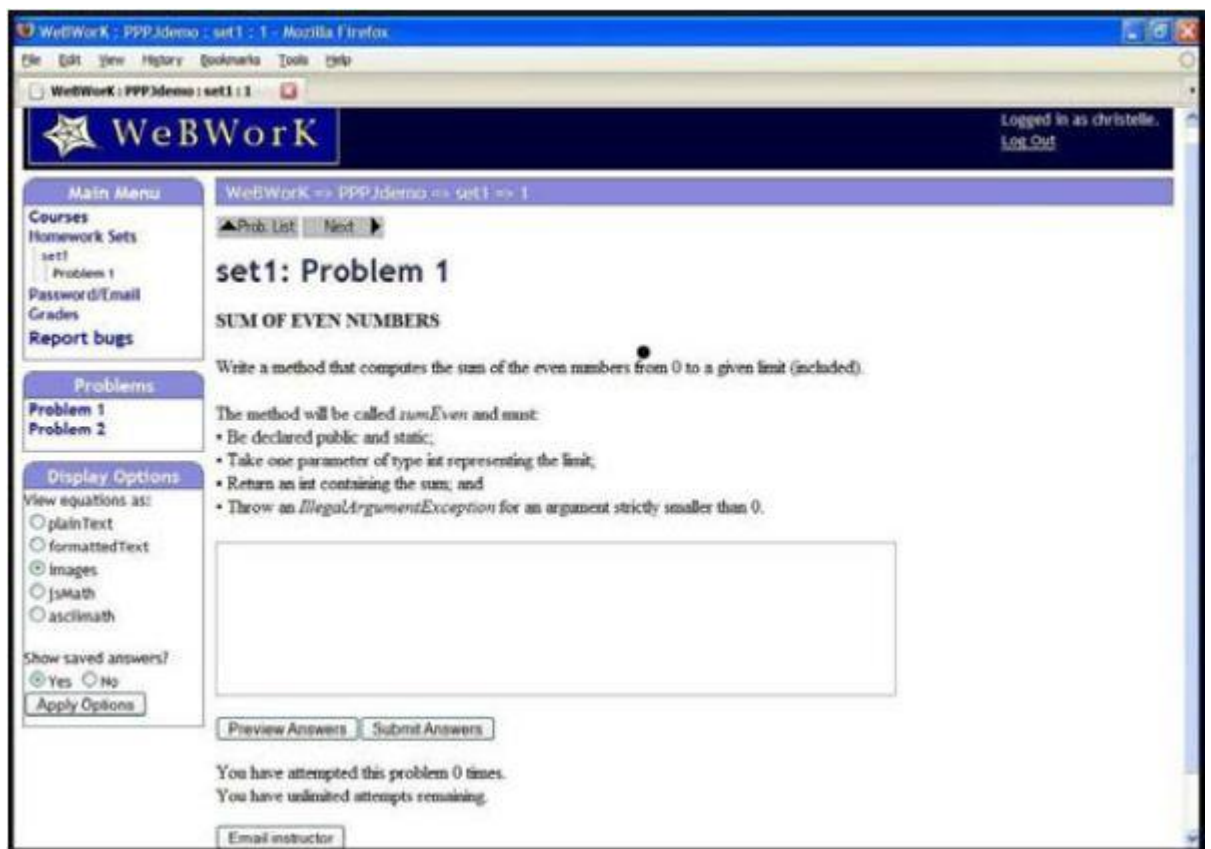 WeBWorK : PPPJdemo : set1 : 1 - Mozilla Firefox
File Edit View History Bookmarks Tools Help
WeBWorK : PPPJdemo : set1 : 1
WeBWorK
Logged in as christelle.
Log Out
Main Menu
Courses
Homework Sets
set1
Problem 1
Password/Email
Grades
Report bugs
Problems
Problem 1
Problem 2
Display Options
View equations as:
plainText
formattedText
images
jsMath
asciimath
Show saved answers?
Yes No
Apply Options
WeBWorK => PPPJdemo => set1 => 1
Prob. List Next
set1: Problem 1
SUM OF EVEN NUMBERS
Write a method that computes the sum of the even numbers from 0 to a given limit (included).
The method will be called sumEven and must:
• Be declared public and static;
• Take one parameter of type int representing the limit;
• Return an int containing the sum; and
• Throw an IllegalArgumentException for an argument strictly smaller than 0.
Preview Answers Submit Answers
You have attempted this problem 0 times.
You have unlimited attempts remaining.
Email instructor